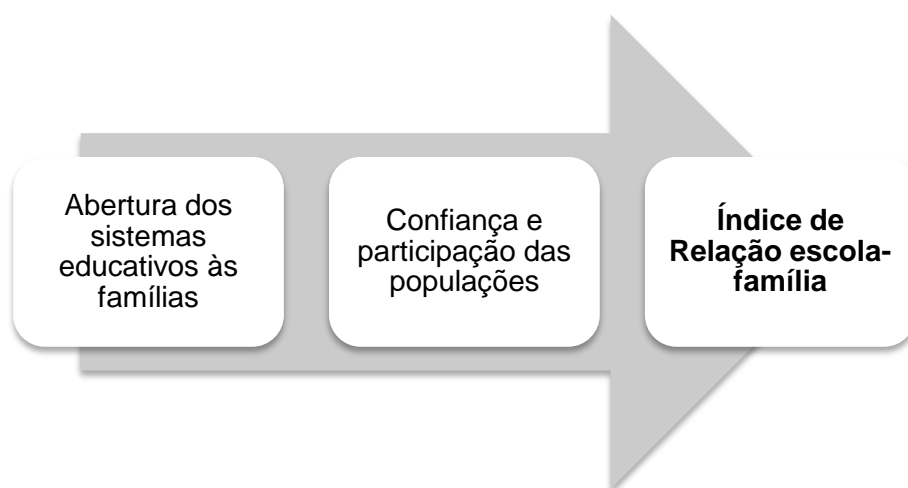 Abertura dos
sistemas
educativos às
famílias
Confiança e
participação das
populações
Índice de
Relação escola-
família